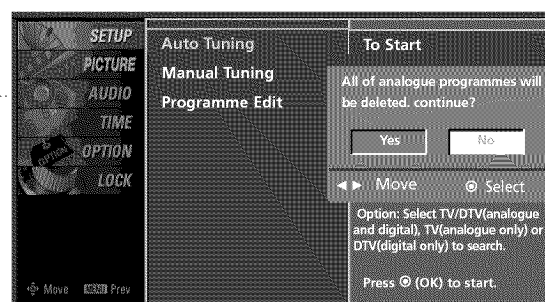 SETUP
PICTURE
AUDIO
TIME
OPTION
LOCK
Move MENU Prev
Auto Tuning
Manual Tuning
Programme Edit
To Start
All of analogue programmes will
be deleted. continue?
Yes No
◄ ► Move ◉ Select
Option: Select TV/DTV(analogue
and digital), TV(analogue only) or
DTV(digital only) to search.
Press ◉ (OK) to start.